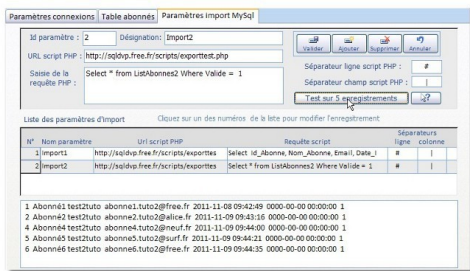 Paramètres connexions Table abonnés Paramètres import MySql
Id paramètre : 2 Désignation: Import2
Valider Ajouter Supprimer Annuler
URL script PHP : http://sqldvp.free.fr/scripts/exporttest.php
Séparateur ligne script PHP : #
Saisie de la requête PHP : Select * from ListAbonnes2 Where Valide = 1
Séparateur champ script PHP : |
Test sur 5 enregistrements
Liste des paramètres d'import Cliquez sur un des numéros de la liste pour modifier l'enregistrement
Séparateurs
N° Nom paramètre Url script PHP Requête script ligne colonne
1 Import1 http://sqldvp.free.fr/scripts/exporttes Select Id_Abonne, Nom_Abonne, Email, Date_I # |
2 Import2 http://sqldvp.free.fr/scripts/exporttes Select * from ListAbonnes2 Where Valide = 1 # |
1 Abonné1 test2tuto abonne1.tuto2@free.fr 2011-11-08 09:42:49 0000-00-00 00:00:00 1
2 Abonné2 test2tuto abonne2.tuto2@alice.fr 2011-11-09 09:43:16 0000-00-00 00:00:00 1
4 Abonné4 test2tuto abonne4.tuto2@neuf.fr 2011-11-09 09:44:00 0000-00-00 00:00:00 1
5 Abonné5 test2tuto abonne5.tuto2@surf.fr 2011-11-09 09:44:21 0000-00-00 00:00:00 1
6 Abonné6 test2tuto abonne6.tuto2@free.fr 2011-11-09 09:44:35 0000-00-00 00:00:00 1